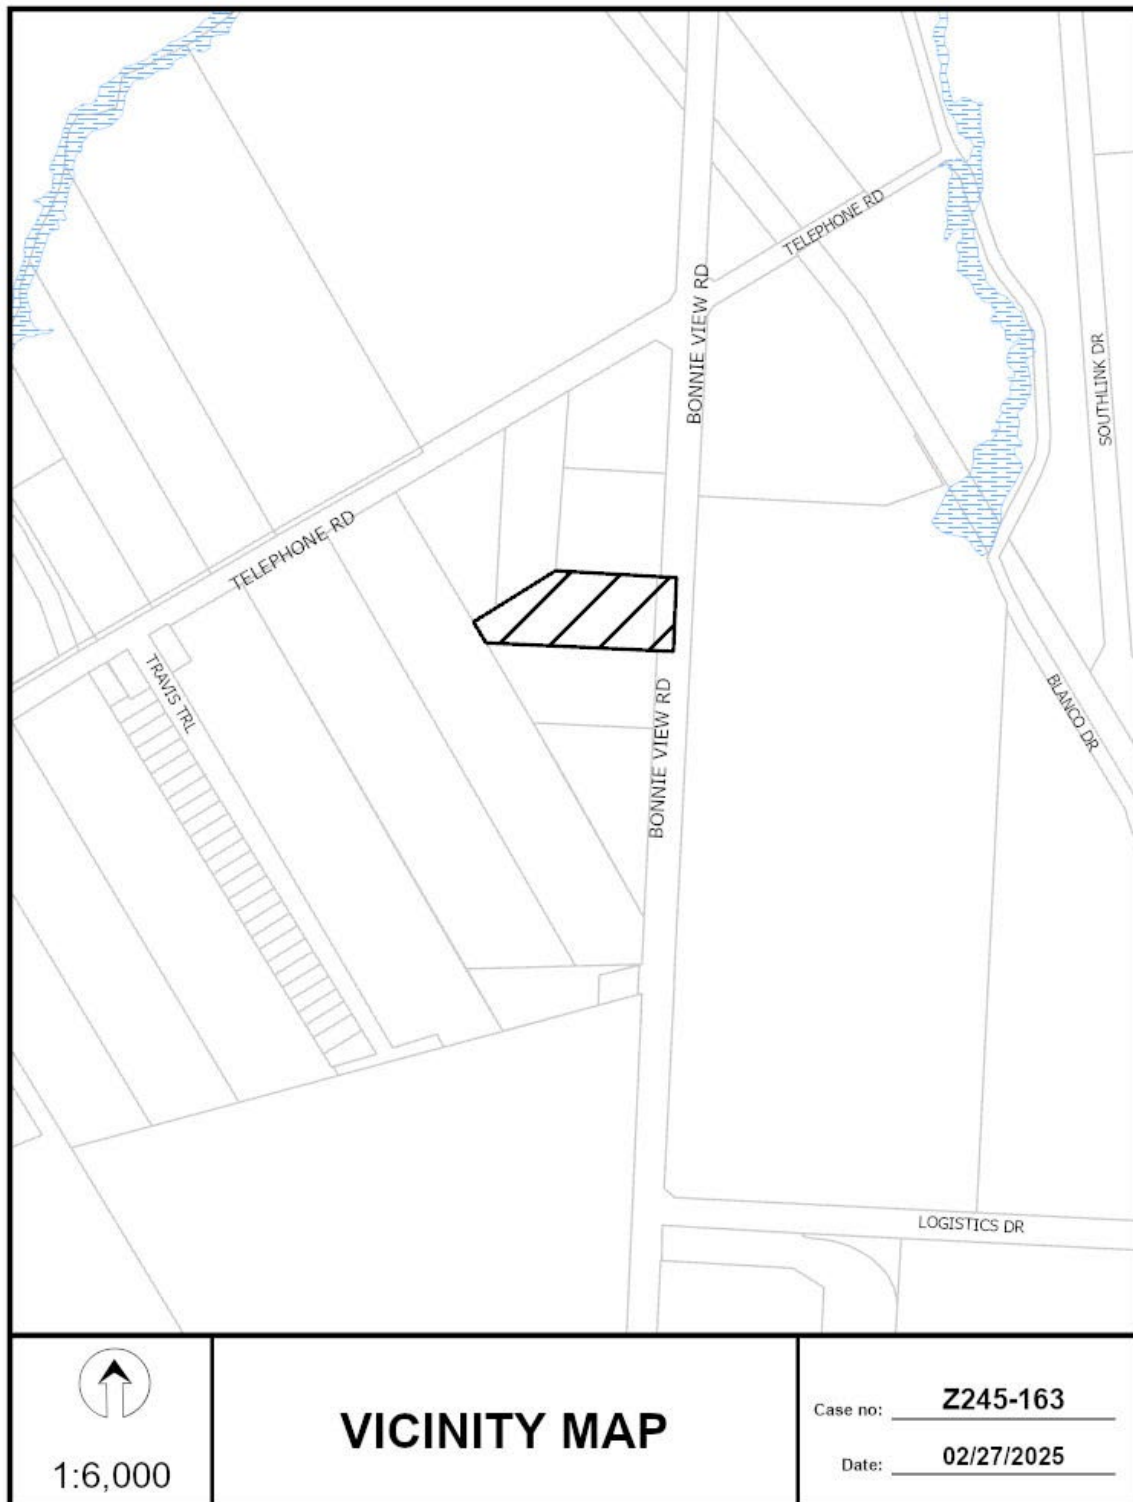 TELEPHONE RD
BONNIE VIEW RD
SOUTHLINK DR
TELEPHONE RD
TRAVIS TRL
BONNIE VIEW RD
BLANCO DR
LOGISTICS DR
1:6,000
VICINITY MAP
Case no: Z245-163
Date: 02/27/2025